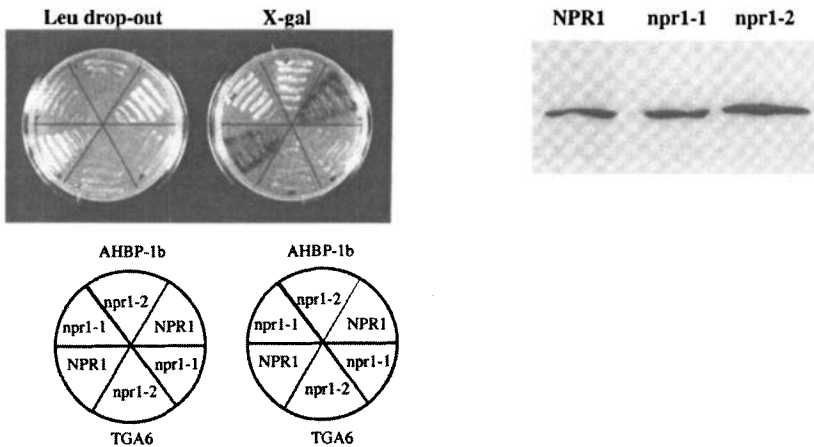 Leu drop-out X-gal
NPR1 npr1-1 npr1-2
AHBP-1b AHBP-1b
npr1-2 npr1-2
npr1-1 NPR1 npr1-1 NPR1
NPR1 npr1-1 NPR1 npr1-1
npr1-2 npr1-2
TGA6 TGA6